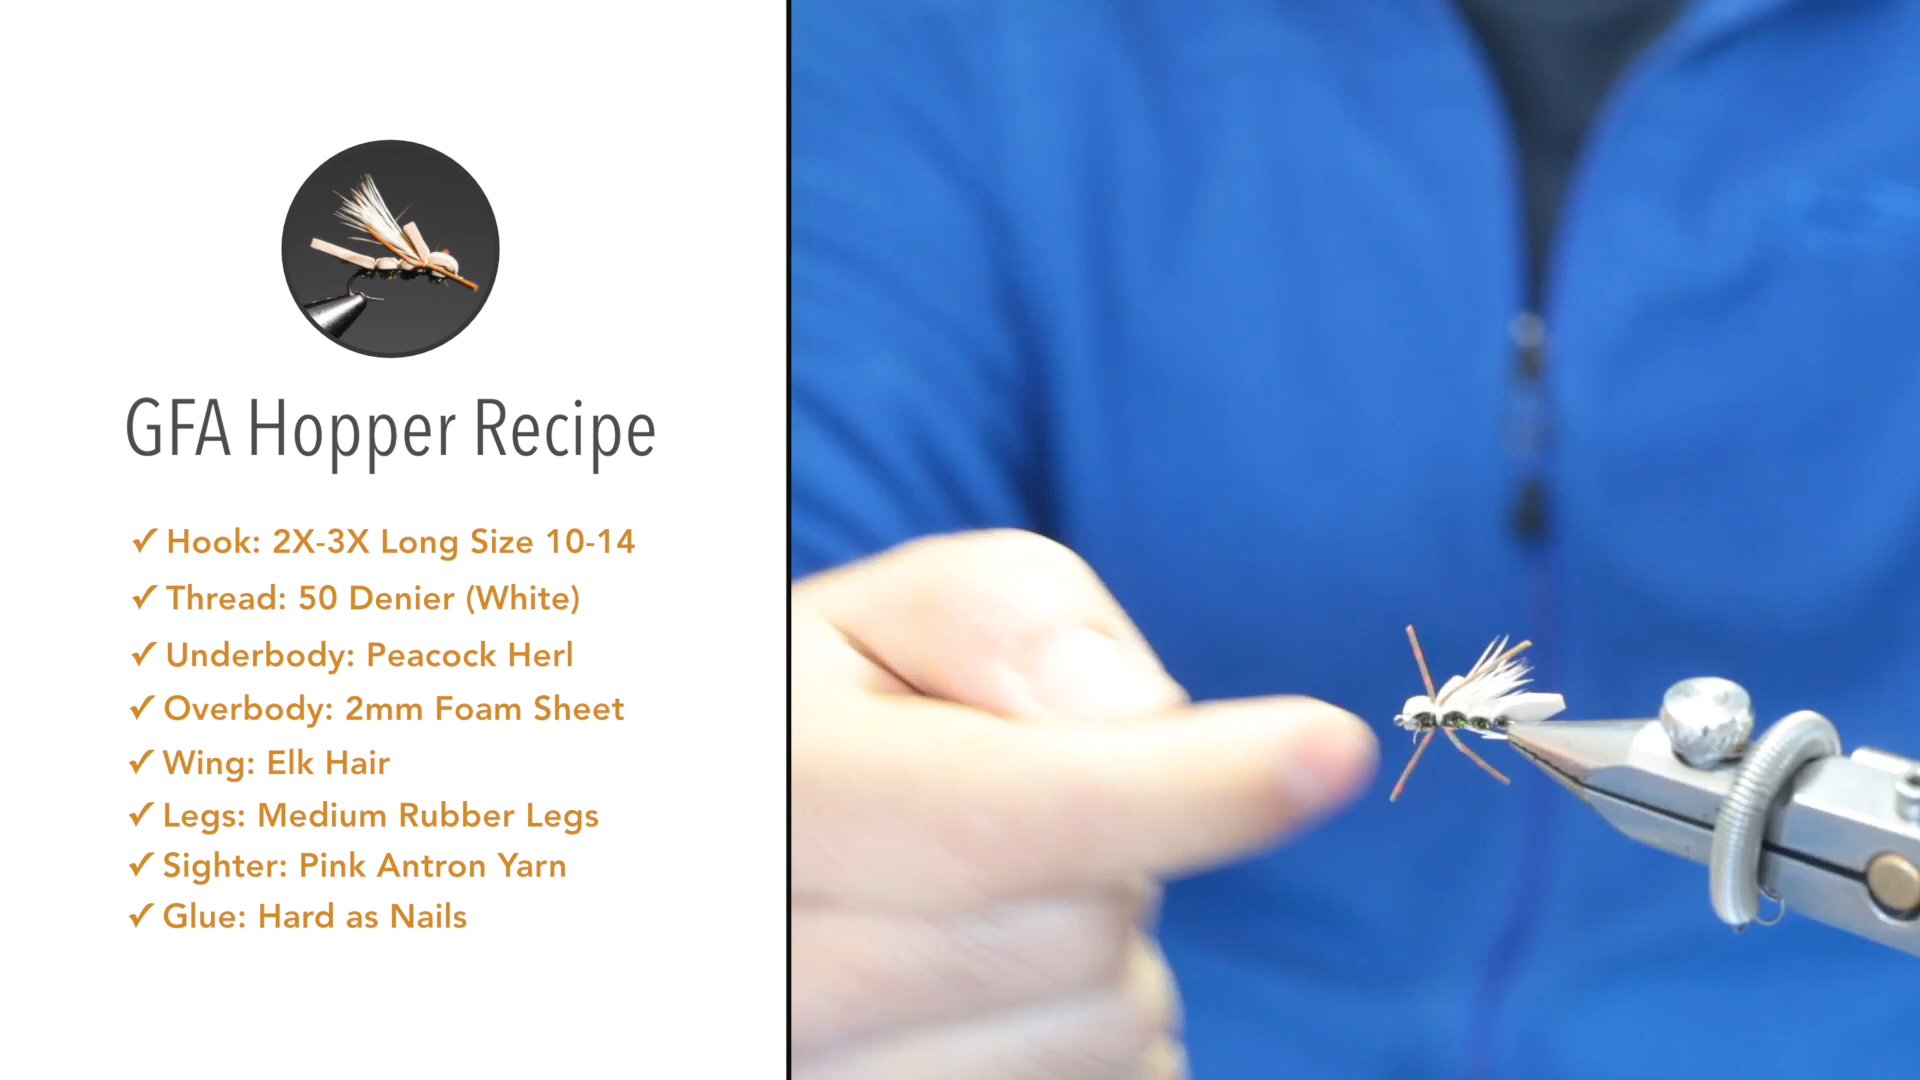 GFA Hopper Recipe
✓ Hook: 2X-3X Long Size 10-14
✓ Thread: 50 Denier (White)
✓ Underbody: Peacock Herl
✓ Overbody: 2mm Foam Sheet
✓ Wing: Elk Hair
✓ Legs: Medium Rubber Legs
✓ Sighter: Pink Antron Yarn
✓ Glue: Hard as Nails